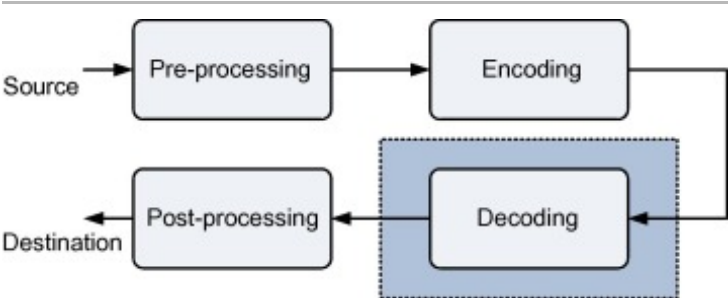 Source
Pre-processing
Encoding
Destination
Post-processing
Decoding